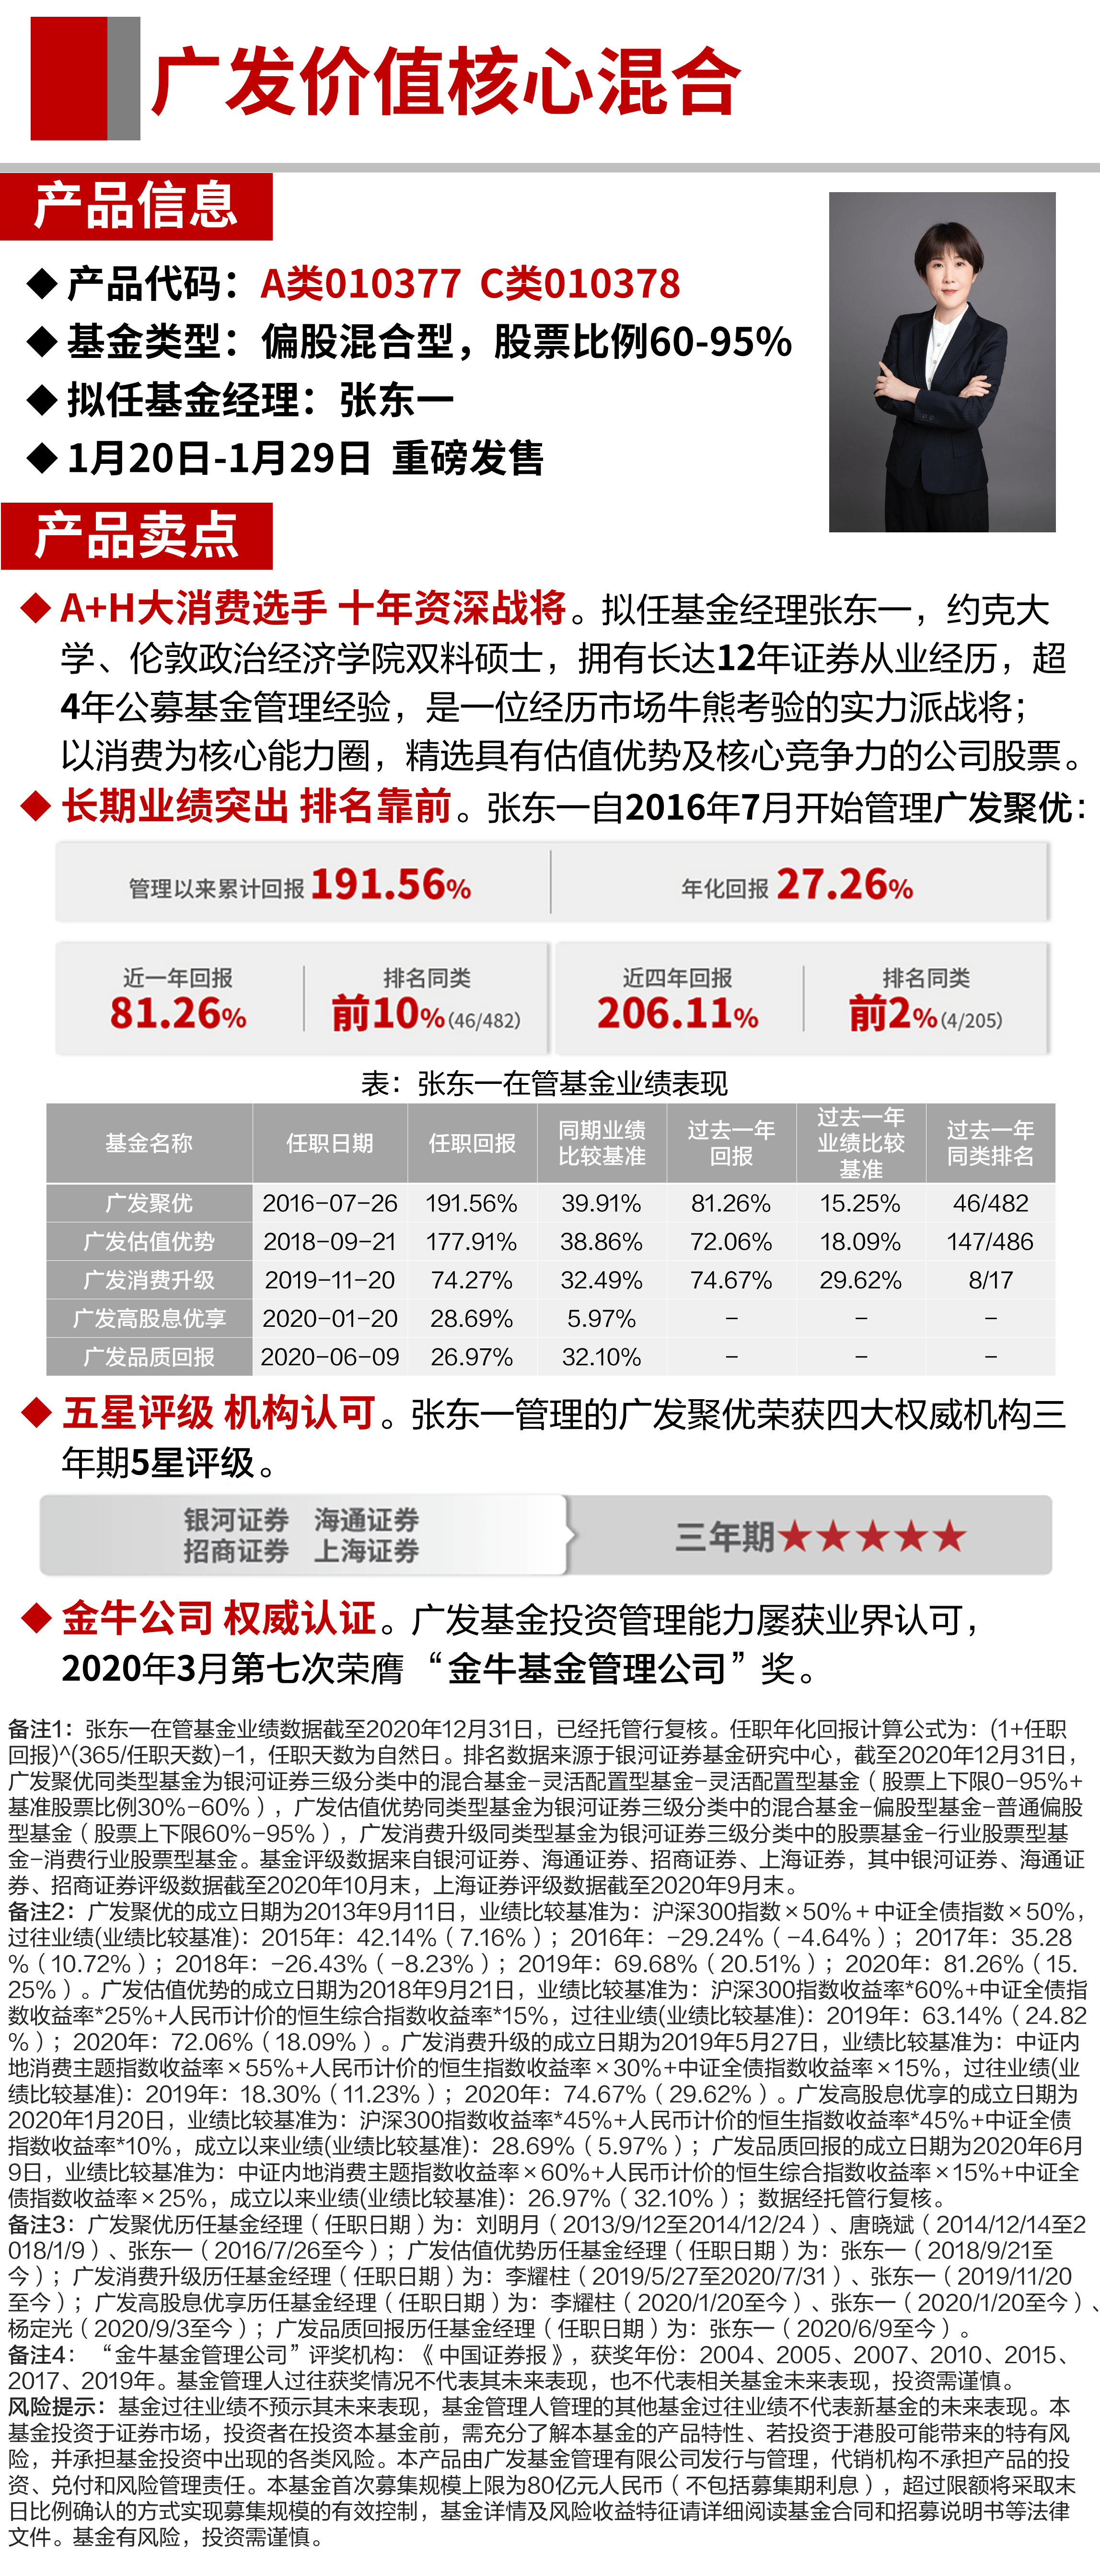 广发价值核心混合
产品信息
◆产品代码：A类010377 C类010378
◆基金类型：偏股混合型，股票比例60-95%
◆拟任基金经理：张东一
◆1月20日-1月29日 重磅发售
产品卖点
◆A+H大消费选手 十年资深战将。拟任基金经理张东一，约克大
学、伦敦政治经济学院双料硕士，拥有长达12年证券从业经历，超
4年公募基金管理经验，是一位经历市场牛熊考验的实力派战将；
以消费为核心能力圈，精选具有估值优势及核心竞争力的公司股票。
◆长期业绩突出 排名靠前。张东一自2016年7月开始管理广发聚优：
管理以来累计回报191.56% 年化回报27.26%
近一年回报 排名同类 近四年回报 排名同类
81.26% 前10%(46/482) 206.11% 前2%(4/205)
表：张东一在管基金业绩表现
基金名称 任职日期 任职回报 同期业绩比较基准 过去一年回报 过去一年业绩比较基准 过去一年同类排名
广发聚优 2016-07-26 191.56% 39.91% 81.26% 15.25% 46/482
广发估值优势 2018-09-21 177.91% 38.86% 72.06% 18.09% 147/486
广发消费升级 2019-11-20 74.27% 32.49% 74.67% 29.62% 8/17
广发高股息优享 2020-01-20 28.69% 5.97% - - -
广发品质回报 2020-06-09 26.97% 32.10% - - -
◆五星评级 机构认可。张东一管理的广发聚优荣获四大权威机构三
年期5星评级。
银河证券 海通证券
招商证券 上海证券
三年期★★★★★
◆金牛公司 权威认证。广发基金投资管理能力屡获业界认可，
2020年3月第七次荣膺“金牛基金管理公司”奖。
备注1：张东一在管基金业绩数据截至2020年12月31日，已经托管行复核。任职年化回报计算公式为：(1+任职
回报)^(365/任职天数)-1，任职天数为自然日。排名数据来源于银河证券基金研究中心，截至2020年12月31日，
广发聚优同类型基金为银河证券三级分类中的混合基金-灵活配置型基金-灵活配置型基金（股票上下限0-95%+
基准股票比例30%-60%），广发估值优势同类型基金为银河证券三级分类中的混合基金-偏股型基金-普通偏股
型基金（股票上下限60%-95%），广发消费升级同类型基金为银河证券三级分类中的股票基金-行业股票型基
金-消费行业股票型基金。基金评级数据来自银河证券、海通证券、招商证券、上海证券，其中银河证券、海通证
券、招商证券评级数据截至2020年10月末，上海证券评级数据截至2020年9月末。
备注2：广发聚优的成立日期为2013年9月11日，业绩比较基准为：沪深300指数×50%＋中证全债指数×50%，
过往业绩(业绩比较基准)：2015年：42.14%（7.16%）；2016年：-29.24%（-4.64%）；2017年：35.28
%（10.72%）；2018年：-26.43%（-8.23%）；2019年：69.68%（20.51%）；2020年：81.26%（15.
25%）。广发估值优势的成立日期为2018年9月21日，业绩比较基准为：沪深300指数收益率*60%+中证全债指
数收益率*25%+人民币计价的恒生综合指数收益率*15%，过往业绩(业绩比较基准)：2019年：63.14%（24.82
%）；2020年：72.06%（18.09%）。广发消费升级的成立日期为2019年5月27日，业绩比较基准为：中证内
地消费主题指数收益率×55%+人民币计价的恒生指数收益率×30%+中证全债指数收益率×15%，过往业绩(业
绩比较基准)：2019年：18.30%（11.23%）；2020年：74.67%（29.62%）。广发高股息优享的成立日期为
2020年1月20日，业绩比较基准为：沪深300指数收益率*45%+人民币计价的恒生指数收益率*45%+中证全债
指数收益率*10%，成立以来业绩(业绩比较基准)：28.69%（5.97%）；广发品质回报的成立日期为2020年6月
9日，业绩比较基准为：中证内地消费主题指数收益率×60%+人民币计价的恒生综合指数收益率×15%+中证全
债指数收益率×25%，成立以来业绩(业绩比较基准)：26.97%（32.10%）；数据经托管行复核。
备注3：广发聚优历任基金经理（任职日期）为：刘明月（2013/9/12至2014/12/24）、唐晓斌（2014/12/14至2
018/1/9）、张东一（2016/7/26至今）；广发估值优势历任基金经理（任职日期）为：张东一（2018/9/21至
今）；广发消费升级历任基金经理（任职日期）为：李耀柱（2019/5/27至2020/7/31）、张东一（2019/11/20
至今）；广发高股息优享历任基金经理（任职日期）为：李耀柱（2020/1/20至今）、张东一（2020/1/20至今）、
杨定光（2020/9/3至今）；广发品质回报历任基金经理（任职日期）为：张东一（2020/6/9至今）。
备注4：“金牛基金管理公司”评奖机构：《中国证券报》，获奖年份：2004、2005、2007、2010、2015、
2017、2019年。基金管理人过往获奖情况不代表其未来表现，也不代表相关基金未来表现，投资需谨慎。
风险提示：基金过往业绩不预示其未来表现，基金管理人管理的其他基金过往业绩不代表新基金的未来表现。本
基金投资于证券市场，投资者在投资本基金前，需充分了解本基金的产品特性、若投资于港股可能带来的特有风
险，并承担基金投资中出现的各类风险。本产品由广发基金管理有限公司发行与管理，代销机构不承担产品的投
资、兑付和风险管理责任。本基金首次募集规模上限为80亿元人民币（不包括募集期利息），超过限额将采取末
日比例确认的方式实现募集规模的有效控制，基金详情及风险收益特征请详细阅读基金合同和招募说明书等法律
文件。基金有风险，投资需谨慎。